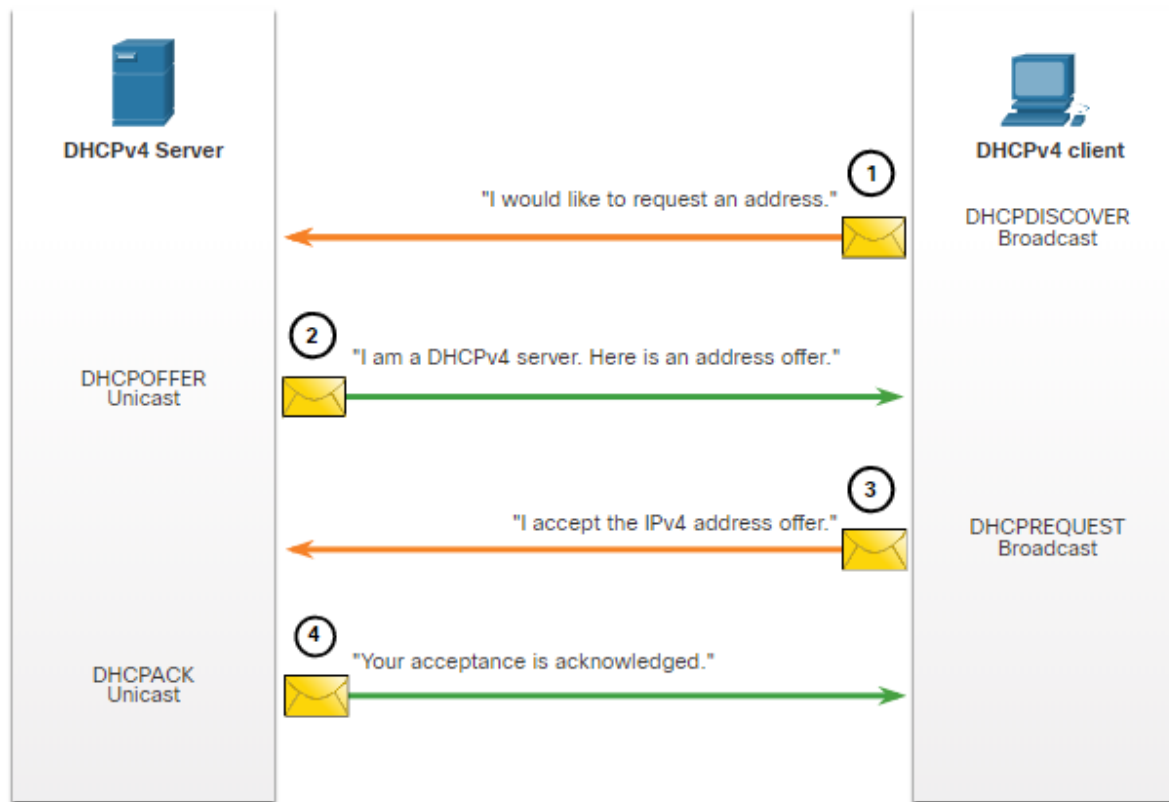 DHCPv4 Server
DHCPv4 client
1
"I would like to request an address."
DHCPDISCOVER
Broadcast
2
"I am a DHCPv4 server. Here is an address offer."
DHCPOFFER
Unicast
3
"I accept the IPv4 address offer."
DHCPREQUEST
Broadcast
4
"Your acceptance is acknowledged."
DHCPACK
Unicast